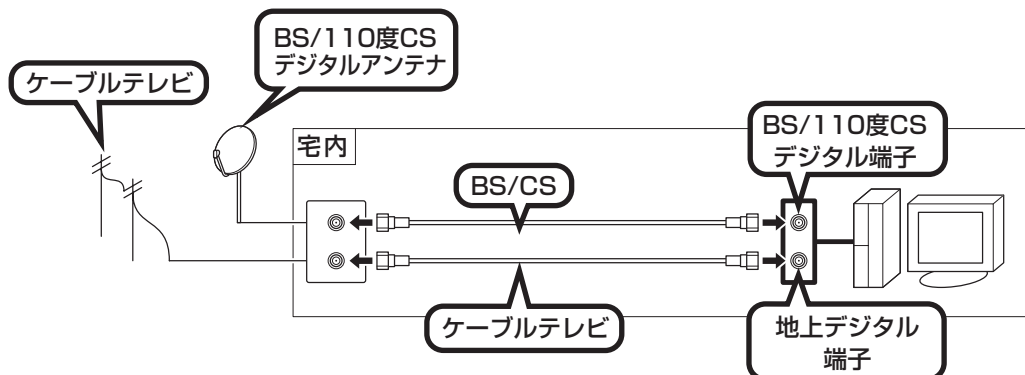 BS/110度CS
デジタルアンテナ
ケーブルテレビ
宅内
BS/110度CS
デジタル端子
BS/CS
ケーブルテレビ
地上デジタル
端子